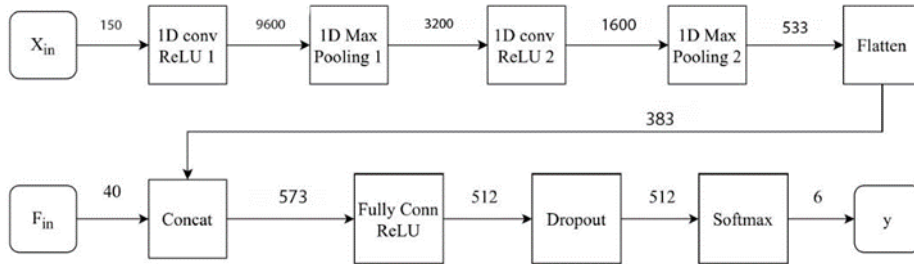 150
9600
3200
1600
533
X_in
1D conv
ReLU 1
1D Max
Pooling 1
1D conv
ReLU 2
1D Max
Pooling 2
Flatten
383
40
573
512
512
6
F_in
Concat
Fully Conn
ReLU
Dropout
Softmax
y